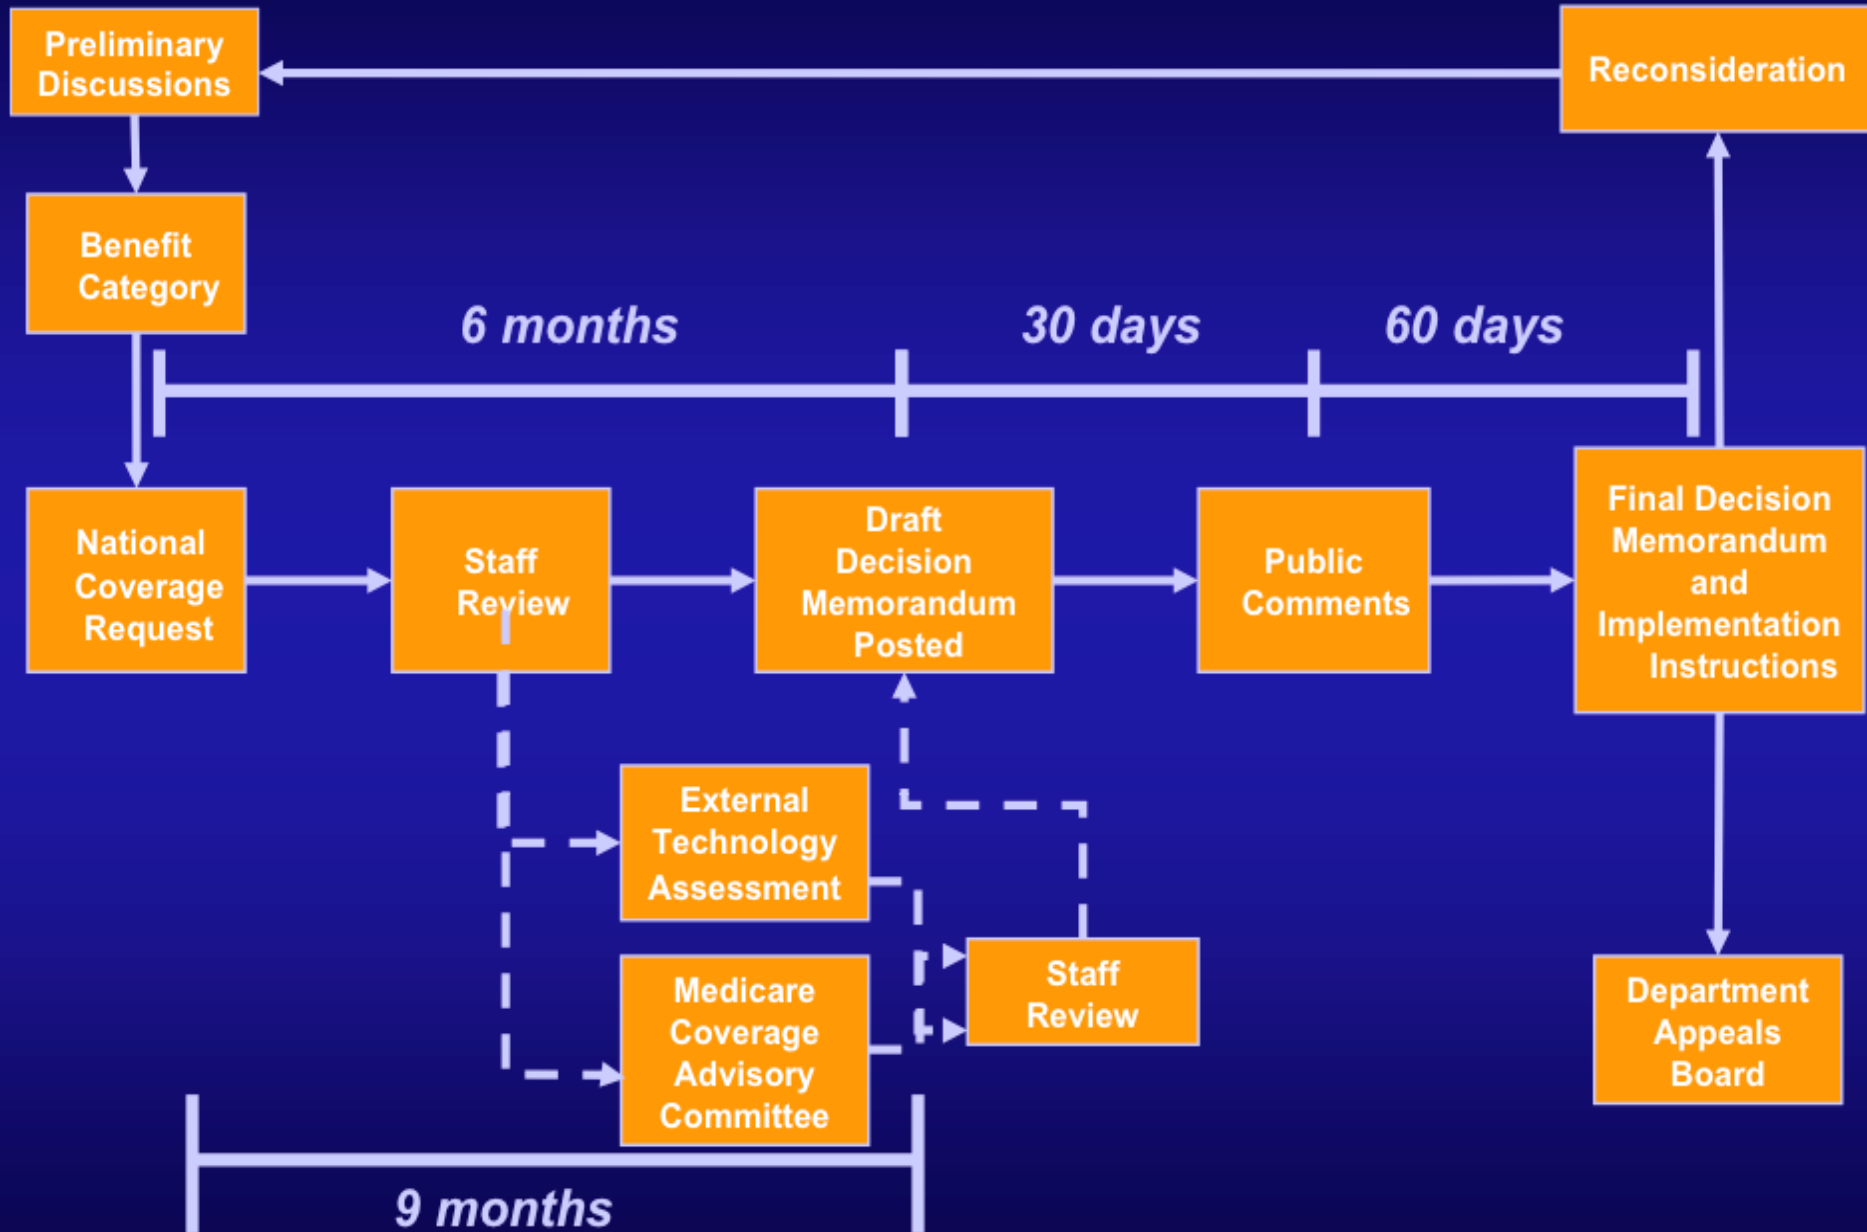 Preliminary
Discussions
Reconsideration
Benefit
Category
6 months
30 days
60 days
National
Coverage
Request
Staff
Review
Draft
Decision
Memorandum
Posted
Public
Comments
Final Decision
Memorandum
and
Implementation
Instructions
External
Technology
Assessment
Medicare
Coverage
Advisory
Committee
Staff
Review
Department
Appeals
Board
9 months